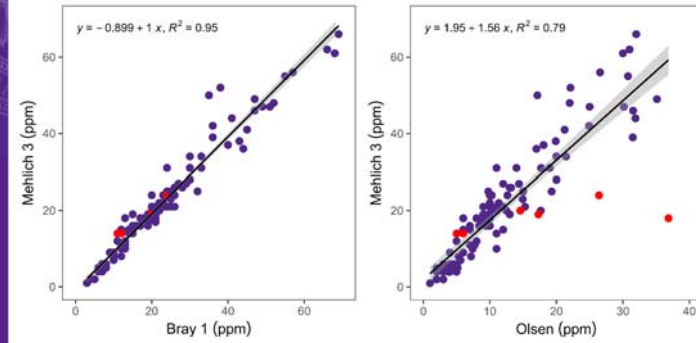 y = − 0.899 + 1 x, R² = 0.95
60
40
20
0
Mehlich 3 (ppm)
0 20 40 60
Bray 1 (ppm)
y = 1.95 + 1.56 x, R² = 0.79
60
40
20
0
Mehlich 3 (ppm)
0 10 20 30 40
Olsen (ppm)